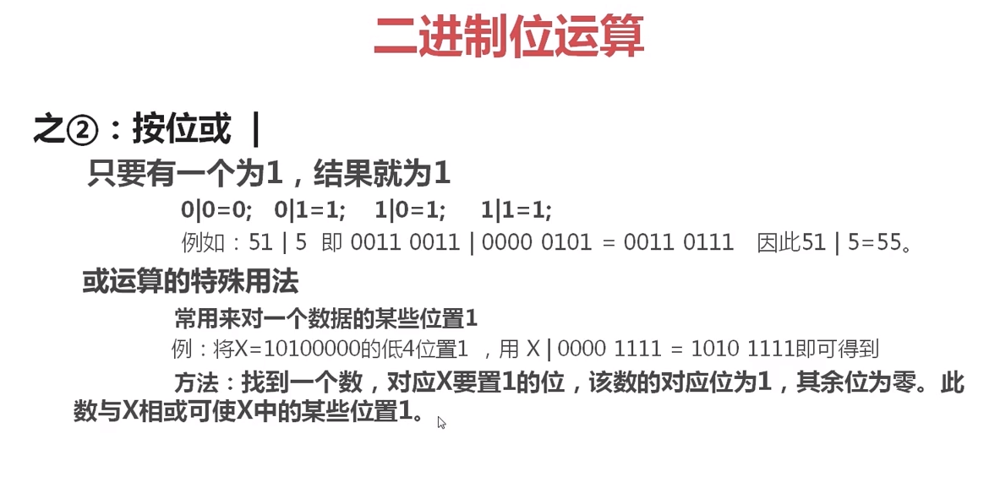 二进制位运算
之②：按位或 |
只要有一个为1，结果就为1
0|0=0; 0|1=1; 1|0=1; 1|1=1;
例如：51 | 5 即 0011 0011 | 0000 0101 = 0011 0111 因此51 | 5=55。
或运算的特殊用法
常用来对一个数据的某些位置1
例：将X=10100000的低4位置1 ，用 X | 0000 1111 = 1010 1111即可得到
方法：找到一个数，对应X要置1的位，该数的对应位为1，其余位为零。此
数与X相或可使X中的某些位置1。